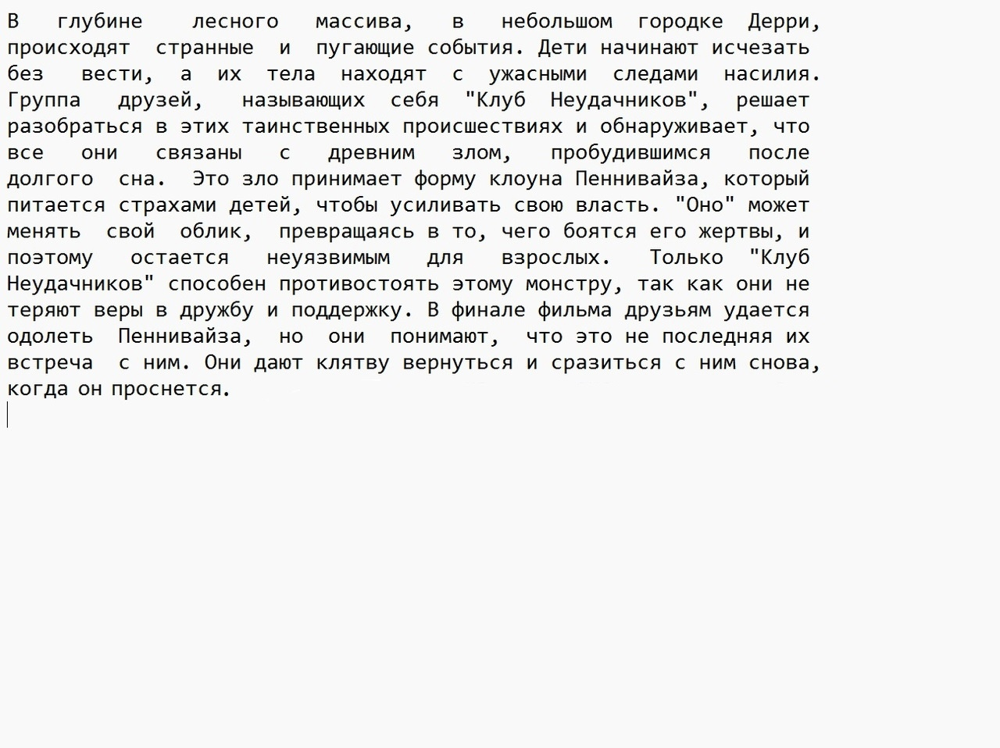 В глубине лесного массива, в небольшом городке Дерри,
происходят странные и пугающие события. Дети начинают исчезать
без вести, а их тела находят с ужасными следами насилия.
Группа друзей, называющих себя "Клуб Неудачников", решает
разобраться в этих таинственных происшествиях и обнаруживает, что
все они связаны с древним злом, пробудившимся после
долгого сна. Это зло принимает форму клоуна Пеннивайза, который
питается страхами детей, чтобы усиливать свою власть. "Оно" может
менять свой облик, превращаясь в то, чего боятся его жертвы, и
поэтому остается неуязвимым для взрослых. Только "Клуб
Неудачников" способен противостоять этому монстру, так как они не
теряют веры в дружбу и поддержку. В финале фильма друзьям удается
одолеть Пеннивайза, но они понимают, что это не последняя их
встреча с ним. Они дают клятву вернуться и сразиться с ним снова,
когда он проснется.